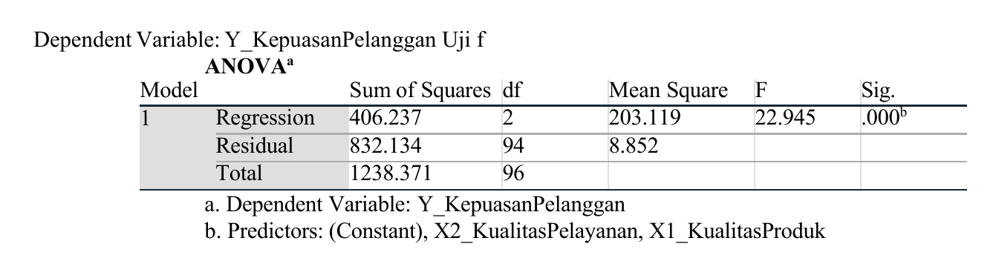 Dependent Variable: Y_KepuasanPelanggan Uji f
ANOVAa
Model Sum of Squares df Mean Square F Sig.
1 Regression 406.237 2 203.119 22.945 .000b
Residual 832.134 94 8.852
Total 1238.371 96
a. Dependent Variable: Y_KepuasanPelanggan
b. Predictors: (Constant), X2_KualitasPelayanan, X1_KualitasProduk